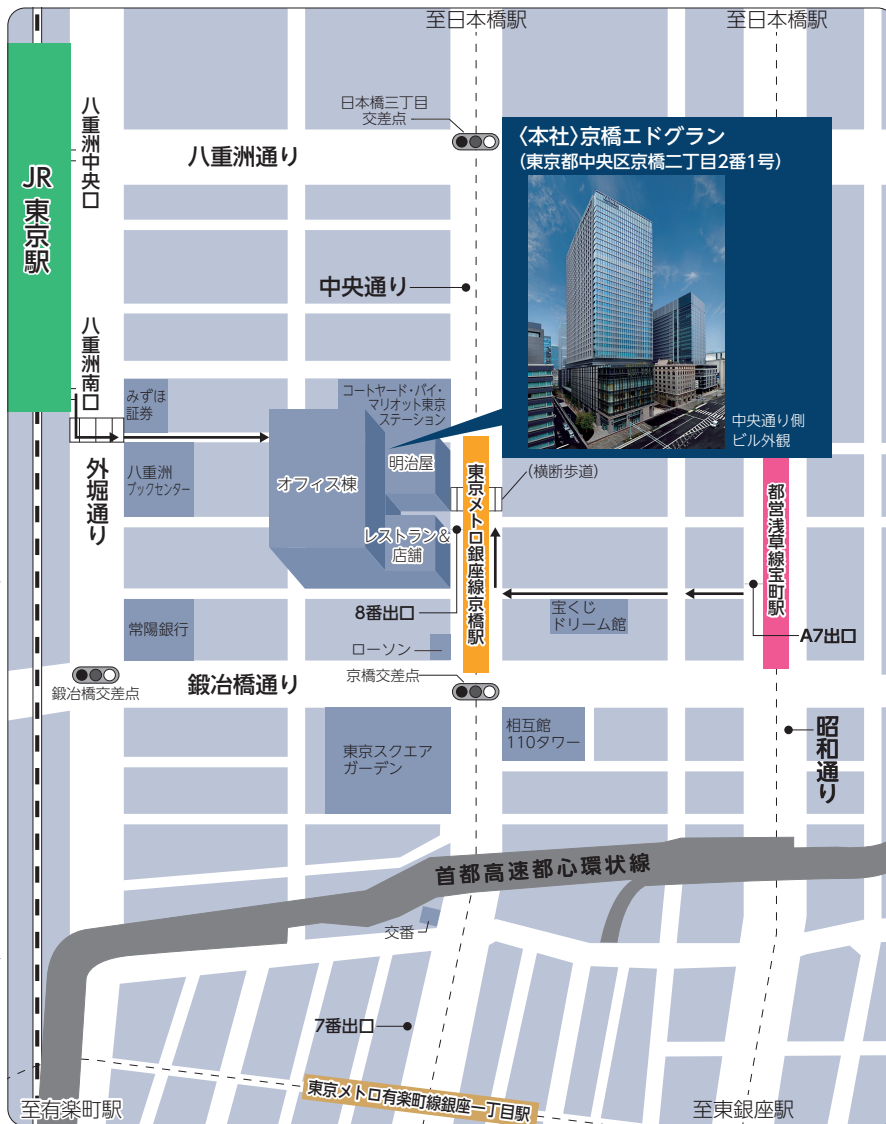 至日本橋駅
至日本橋駅
JR 東京駅
八重洲中央口
日本橋三丁目
交差点
八重洲通り
〈本社〉京橋エドグラン
(東京都中央区京橋二丁目2番1号)
中央通り
中央通り側
ビル外観
八重洲南口
みずほ
証券
コートヤード・バイ・
マリオット東京
ステーション
外堀通り
八重洲
ブックセンター
オフィス棟
明治屋
(横断歩道)
東京メトロ銀座線京橋駅
都営浅草線宝町駅
レストラン&
店舗
8番出口
宝くじ
ドリーム館
A7出口
常陽銀行
ローソン
鍛冶橋交差点
鍛冶橋通り
京橋交差点
東京スクエア
ガーデン
相互館
110タワー
昭和通り
首都高速都心環状線
交番
7番出口
東京メトロ有楽町線銀座一丁目駅
至有楽町駅
至東銀座駅